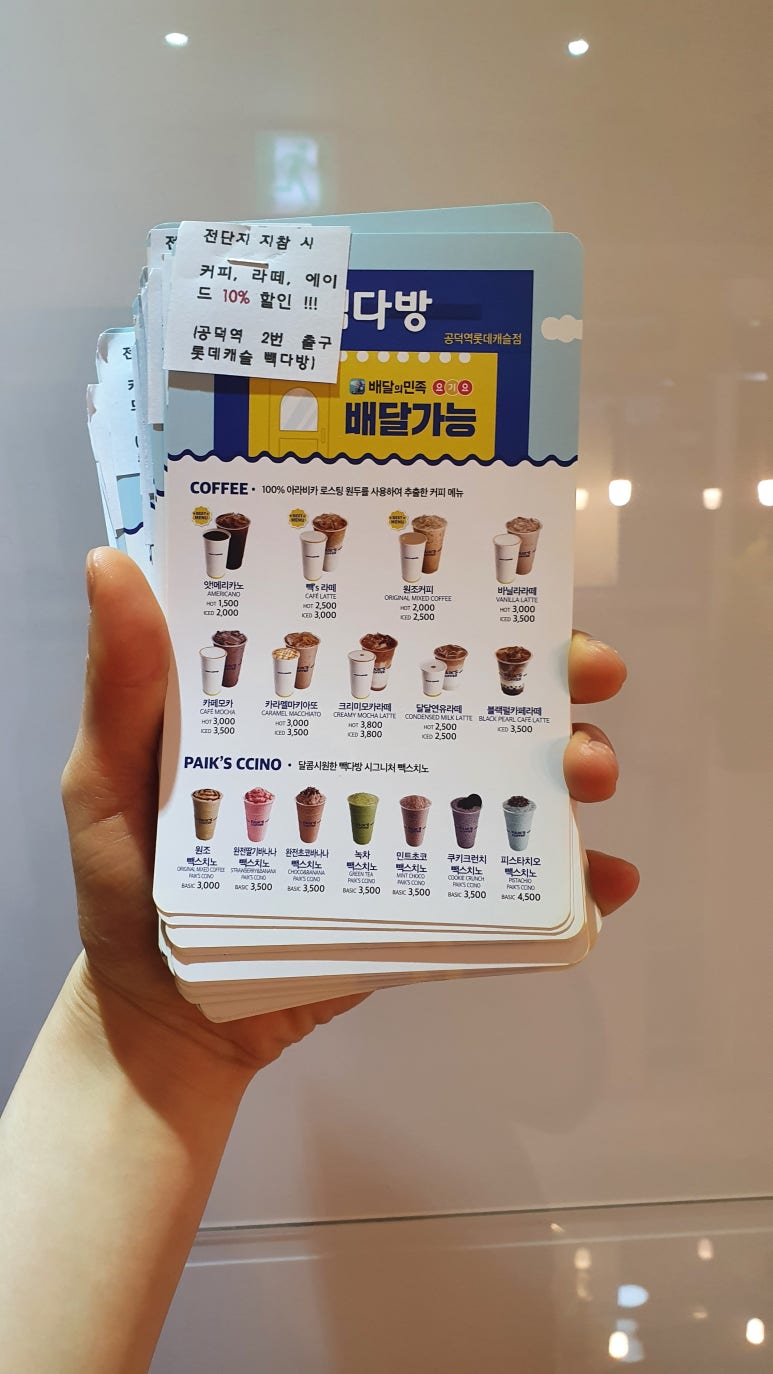 전단지 지참 시
커피, 라떼, 에이
드 10% 할인 !!!
(공덕역 2번 출구
롯데캐슬 빽다방)
다방
공덕역롯데캐슬점
배달의민족 요기요
배달가능
COFFEE • 100% 아라비카 로스팅 원두를 사용하여 추출한 커피 메뉴
BEST MENU BEST MENU BEST MENU
앗!메리카노 빽's 라떼 원조커피 바닐라라떼
AMERICANO CAFÉ LATTE ORIGINAL MIXED COFFEE VANILLA LATTE
HOT 1,500 HOT 2,500 HOT 2,000 HOT 3,000
ICED 2,000 ICED 3,000 ICED 2,500 ICED 3,500
카페모카 카라멜마키아또 크리미모카라떼 달달연유라떼 블랙펄카페라떼
CAFÉ MOCHA CARAMEL MACCHIATO CREAMY MOCHA LATTE CONDENSED MILK LATTE BLACK PEARL CAFÉ LATTE
HOT 3,000 HOT 3,000 HOT 3,800 HOT 2,500 ICED 3,500
ICED 3,500 ICED 3,500 ICED 3,800 ICED 2,500
PAIK'S CCINO • 달콤시원한 빽다방 시그니처 빽스치노
원조 완전딸기바나나 완전초코바나나 녹차 민트초코 쿠키크런치 피스타치오
빽스치노 빽스치노 빽스치노 빽스치노 빽스치노 빽스치노 빽스치노
ORIGINAL MIXED COFFEE STRAWBERRY&BANANA CHOCO&BANANA GREEN TEA MINT CHOCO COOKIE CRUNCH PISTACHIO
PAIK'S CCINO PAIK'S CCINO PAIK'S CCINO PAIK'S CCINO PAIK'S CCINO PAIK'S CCINO PAIK'S CCINO
BASIC 3,000 BASIC 3,500 BASIC 3,500 BASIC 3,500 BASIC 3,500 BASIC 3,500 BASIC 4,500